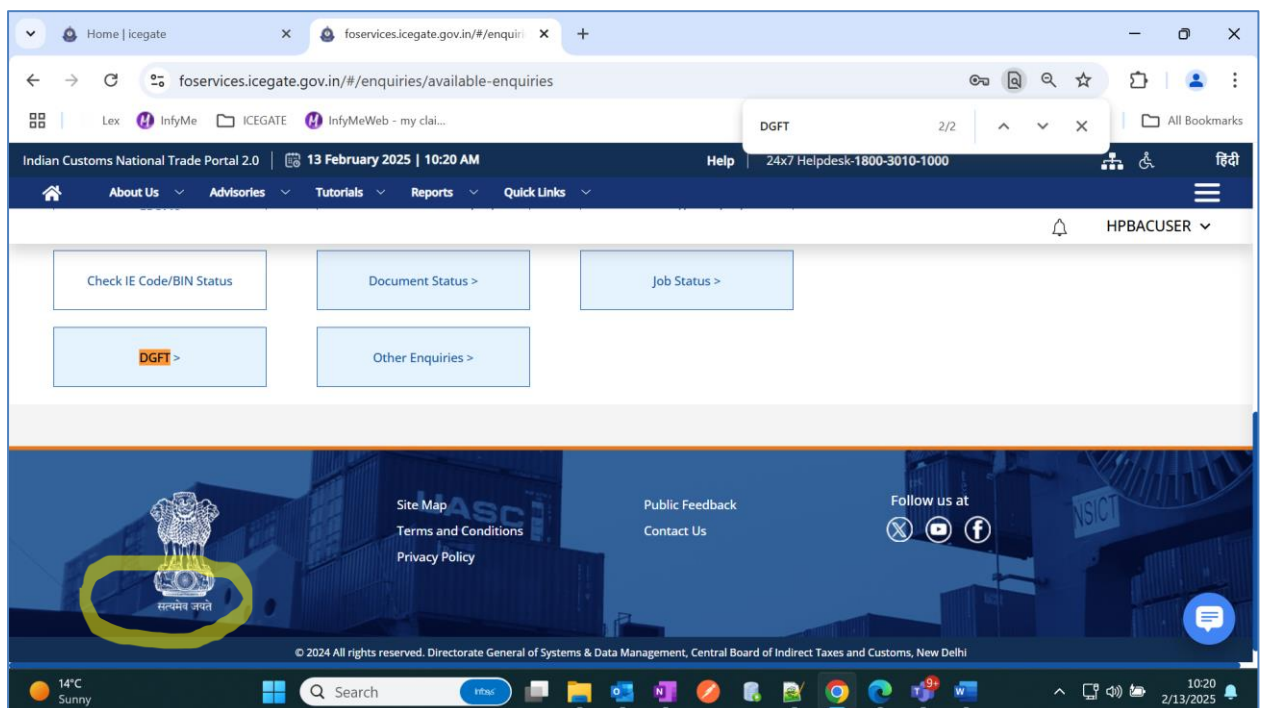 Home | icegate
foservices.icegate.gov.in/#/enquiri
foservices.icegate.gov.in/#/enquiries/available-enquiries
Lex InfyMe ICEGATE InfyMeWeb - my clai... All Bookmarks
DGFT 2/2
Indian Customs National Trade Portal 2.0 13 February 2025 | 10:20 AM Help 24x7 Helpdesk-1800-3010-1000 हिंदी
About Us Advisories Tutorials Reports Quick Links
HPBACUSER
Check IE Code/BIN Status Document Status > Job Status >
DGFT > Other Enquiries >
Site Map Public Feedback Follow us at
Terms and Conditions Contact Us
Privacy Policy
UASC
NSICT
सत्यमेव जयते
© 2024 All rights reserved. Directorate General of Systems & Data Management, Central Board of Indirect Taxes and Customs, New Delhi
14°C
Sunny
Search
9+
10:20
2/13/2025